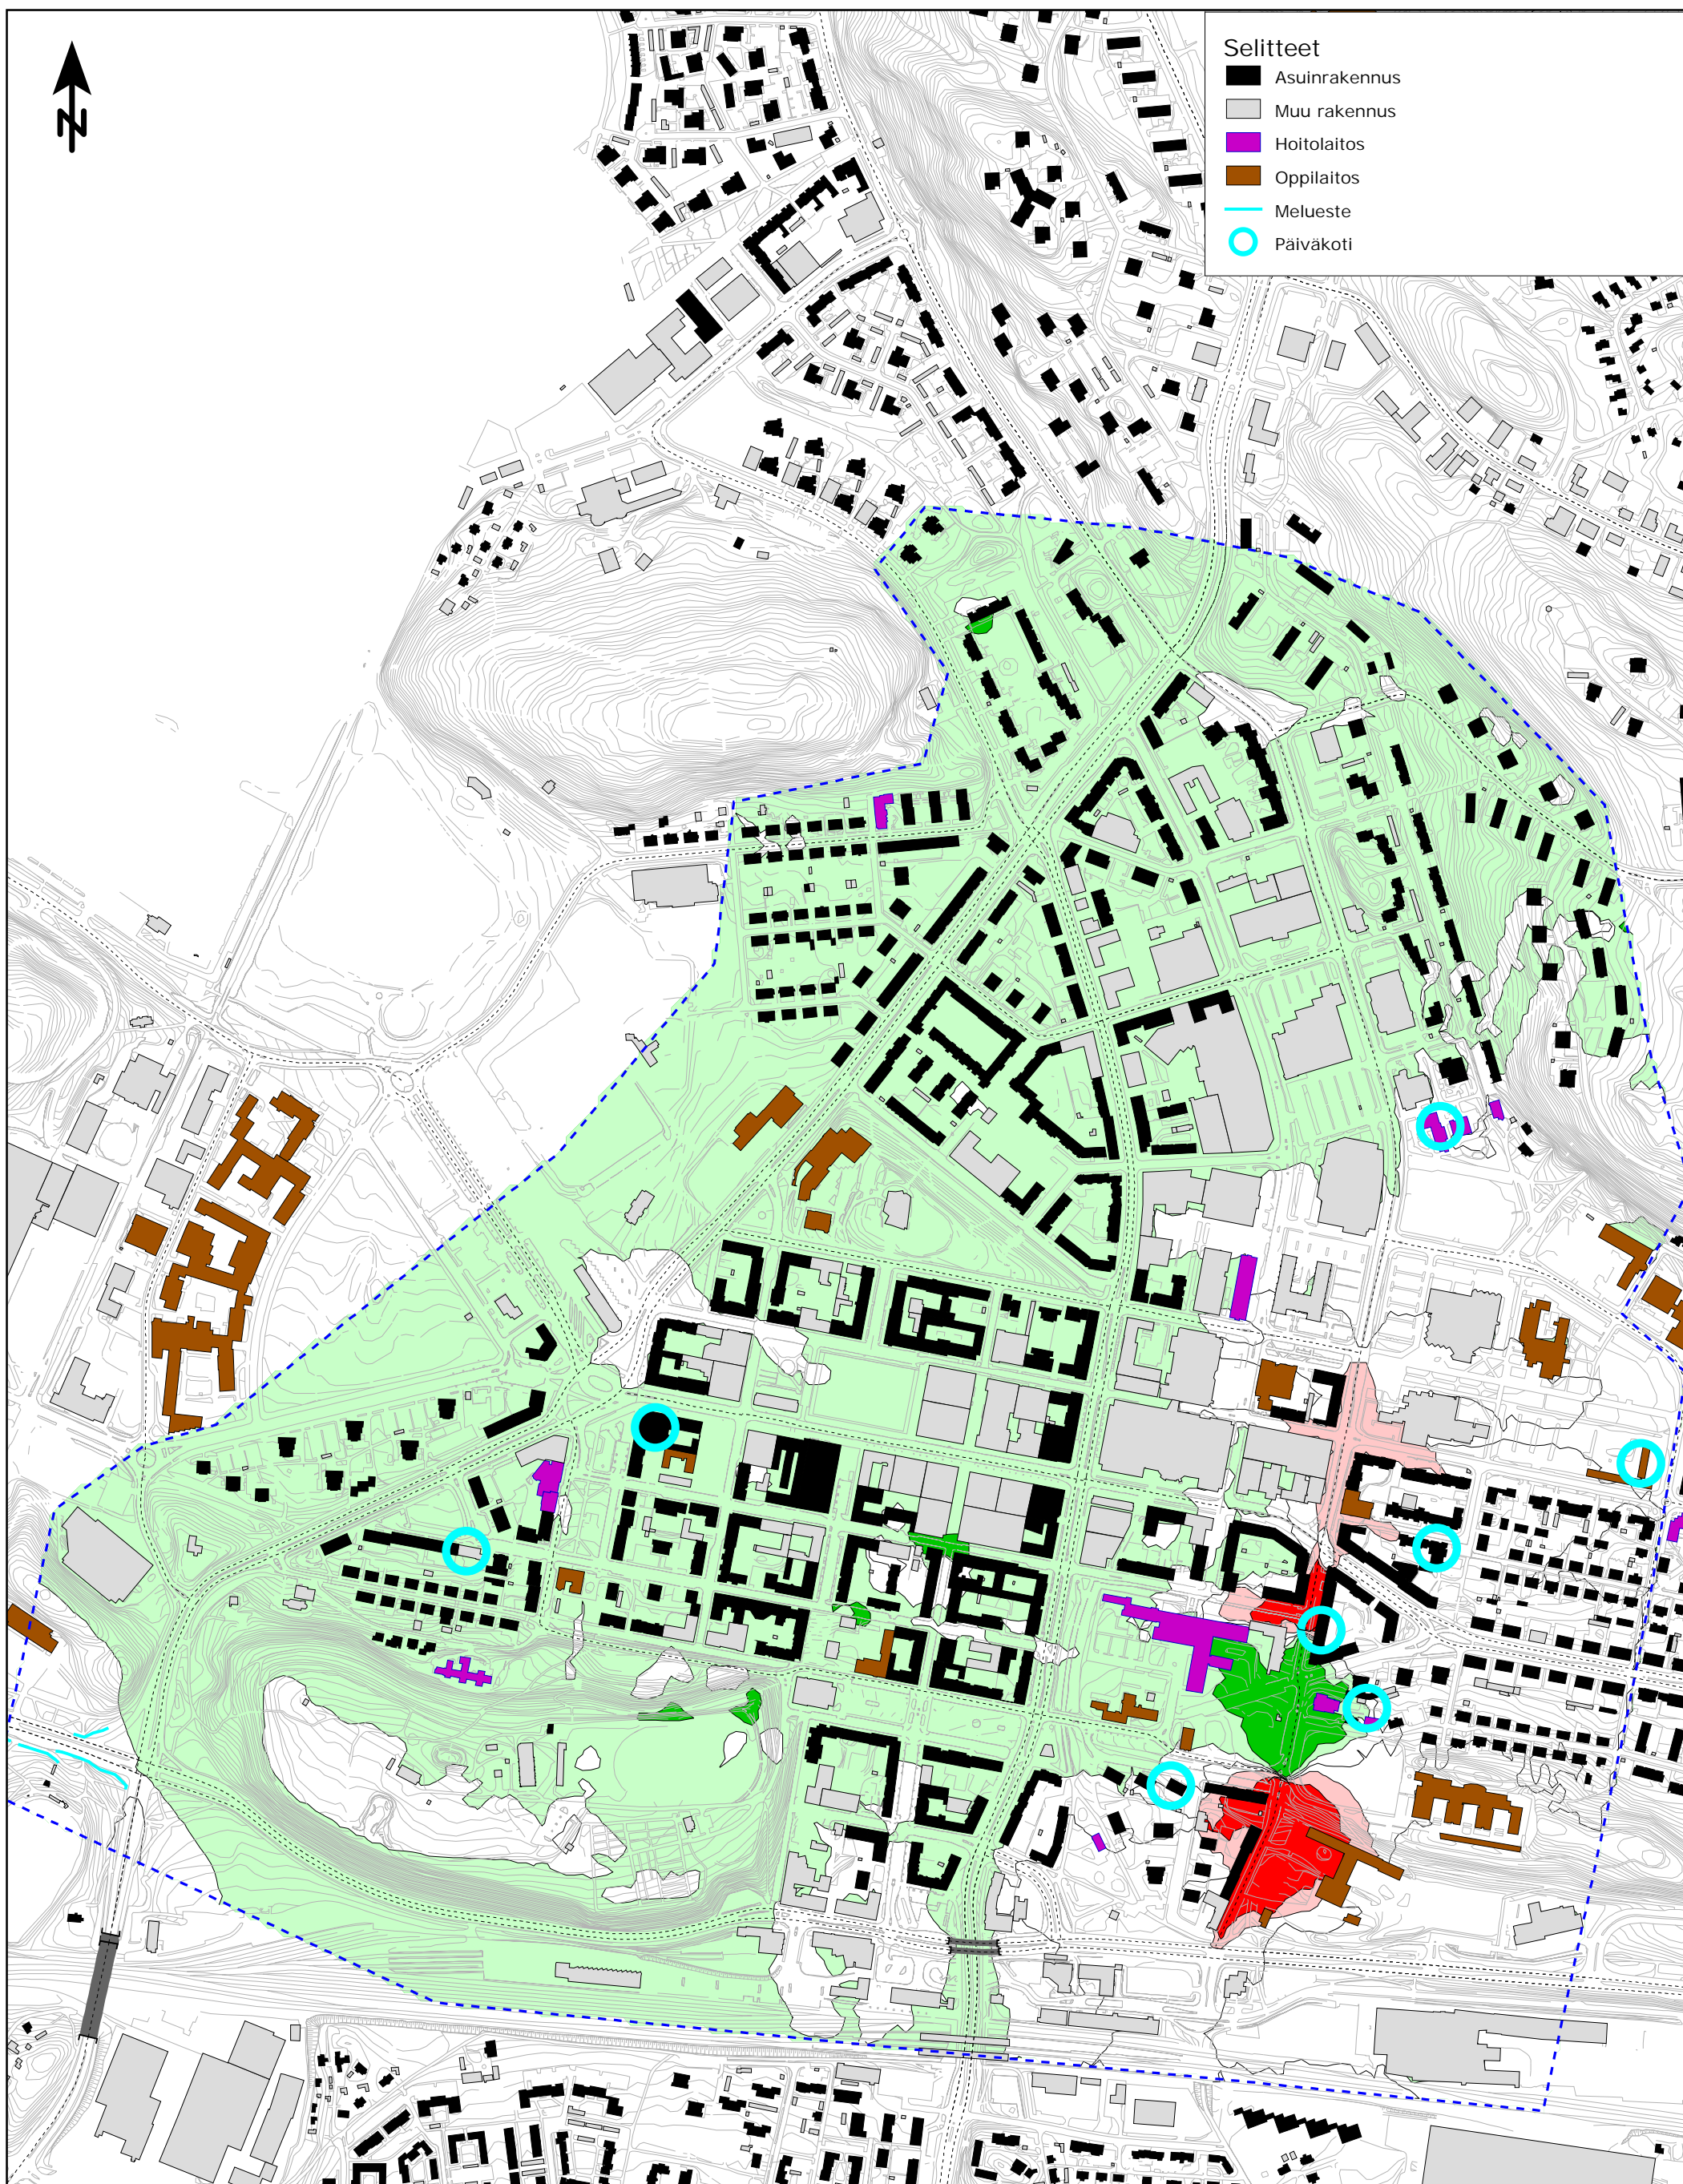 N
Selitteet
Asuinrakennus
Muu rakennus
Hoitolaitos
Oppilaitos
Melueste
Päiväkoti